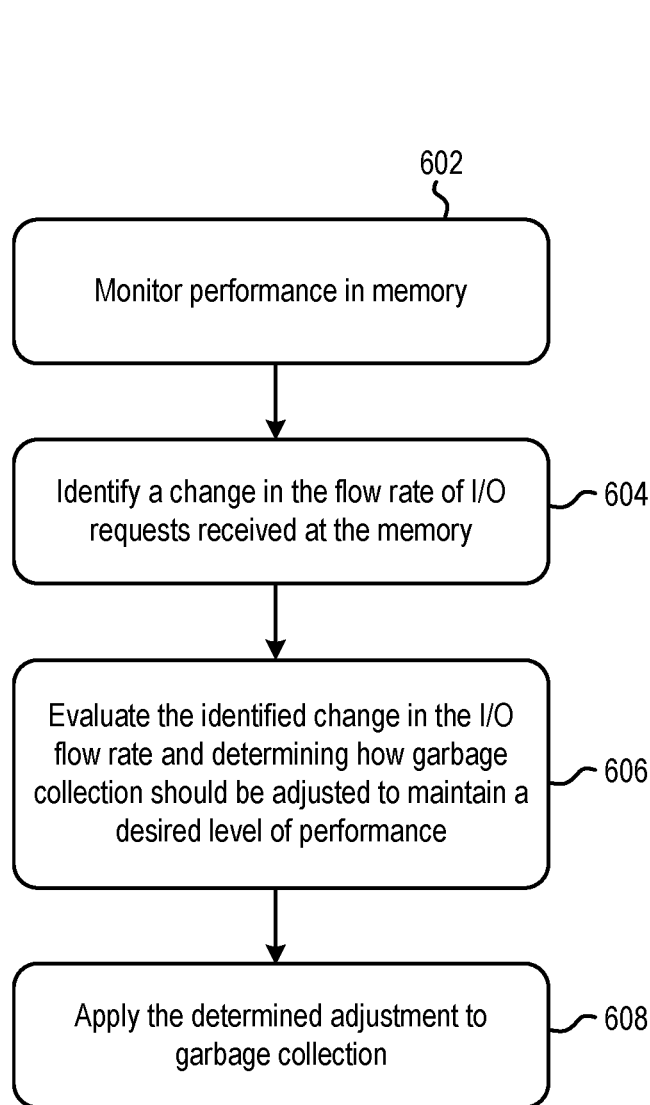 602
Monitor performance in memory
Identify a change in the flow rate of I/O
requests received at the memory
604
Evaluate the identified change in the I/O
flow rate and determining how garbage
collection should be adjusted to maintain a
desired level of performance
606
Apply the determined adjustment to
garbage collection
608